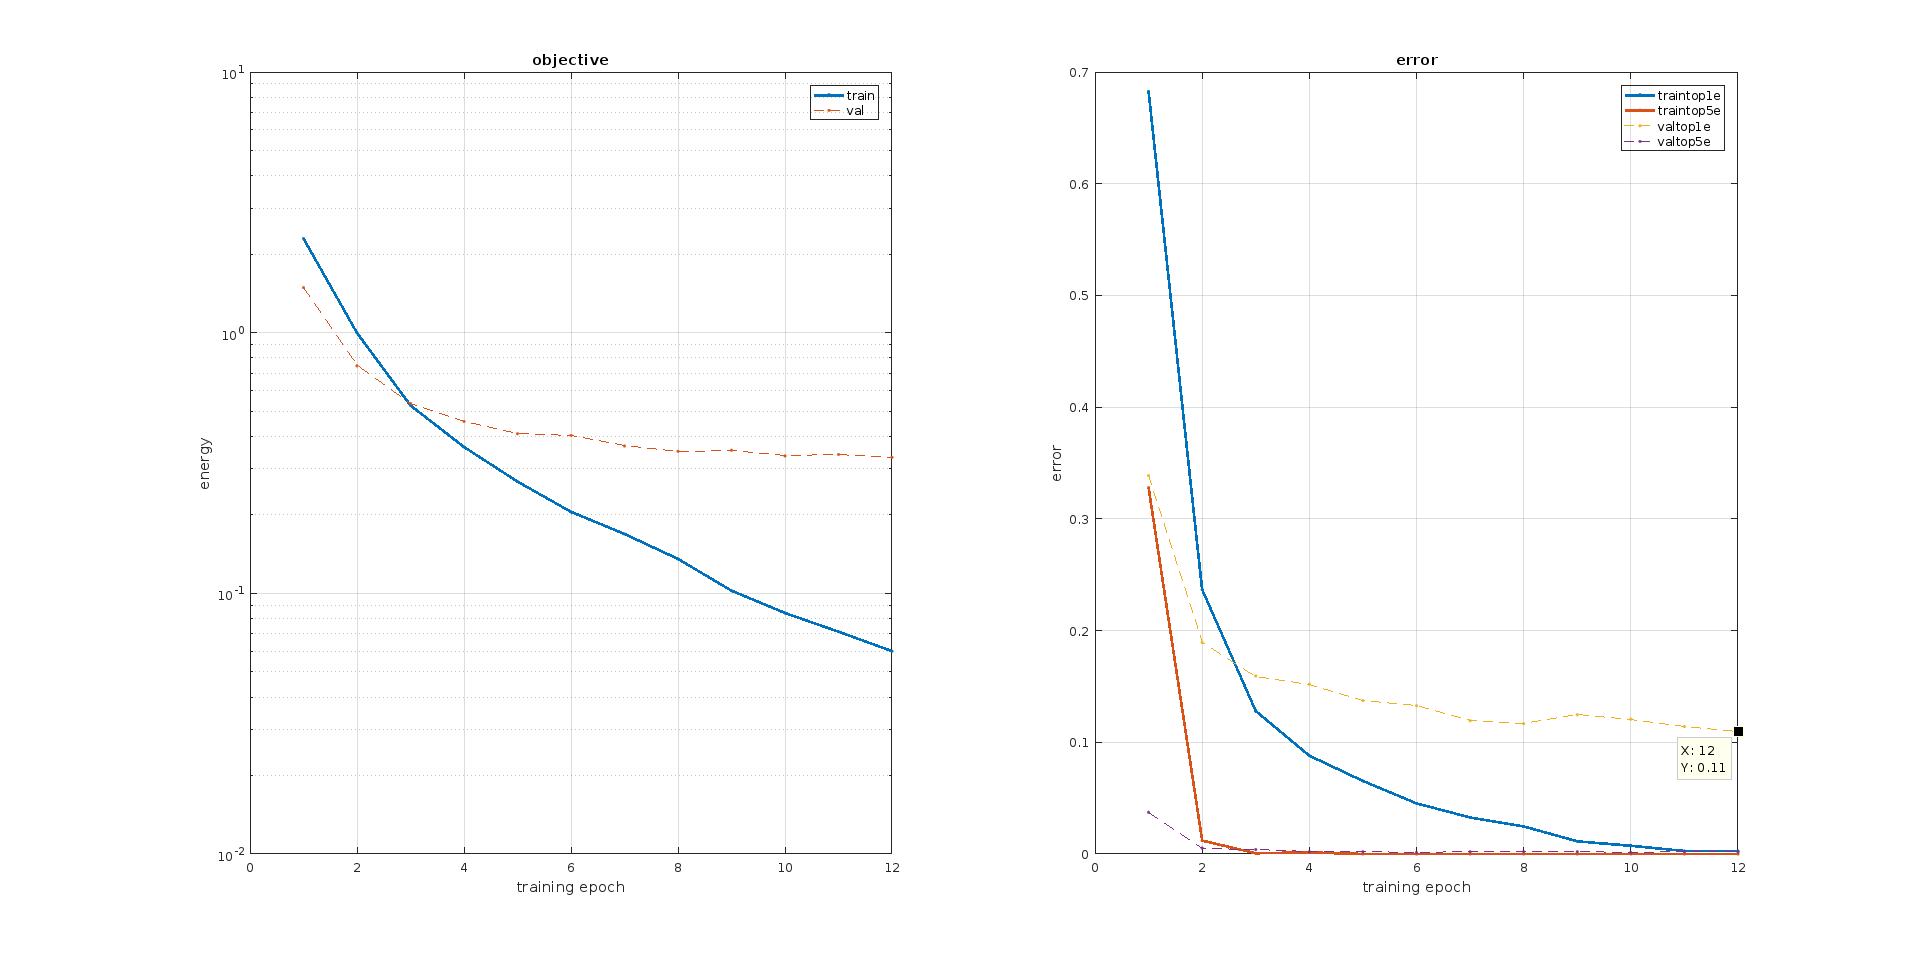 objective
10^1
10^0
10^-1
10^-2
energy
0 2 4 6 8 10 12
training epoch
train
val
error
0.7
0.6
0.5
0.4
0.3
0.2
0.1
0
error
0 2 4 6 8 10 12
training epoch
traintop1e
traintop5e
valtop1e
valtop5e
X: 12
Y: 0.11